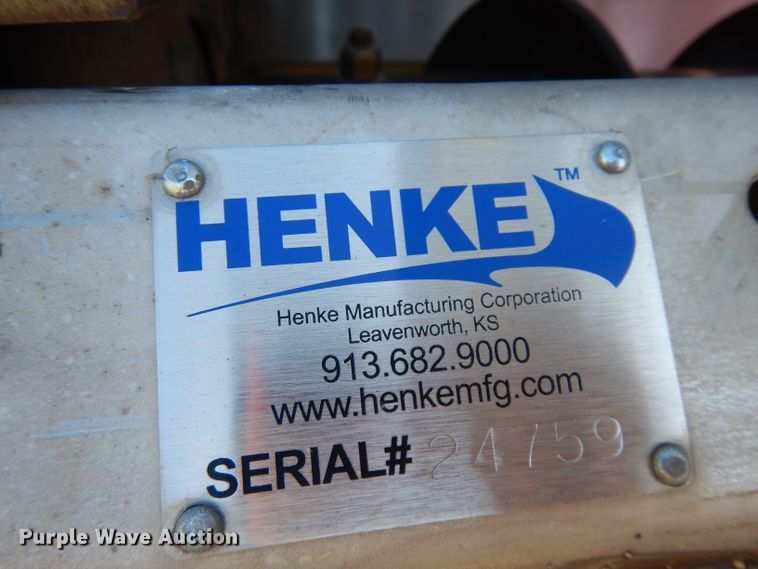 HENKE™
Henke Manufacturing Corporation
Leavenworth, KS
913.682.9000
www.henkemfg.com
SERIAL# 24759
Purple Wave Auction